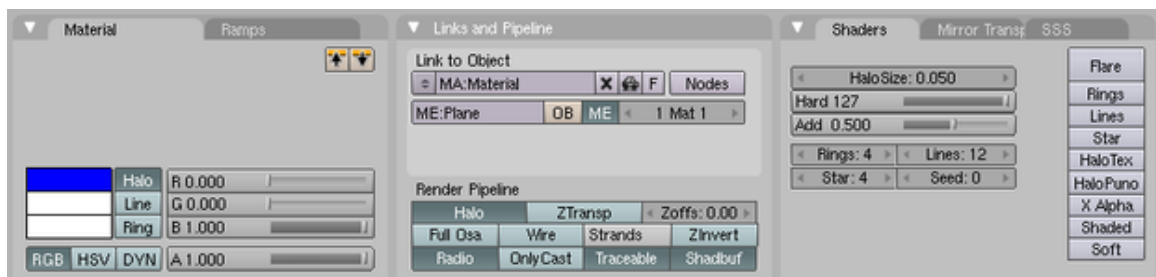 Material Ramps
Halo R 0.000
Line G 0.000
Ring B 1.000
RGB HSV DYN A 1.000
Links and Pipeline
Link to Object
MA:Material X F Nodes
ME:Plane OB ME 1 Mat 1
Render Pipeline
Halo ZTransp Zoffs: 0.00
Full Osa Wire Strands ZInvert
Radio OnlyCast Traceable Shadbuf
Shaders Mirror Transp SSS
HaloSize: 0.050
Hard 127
Add 0.500
Rings: 4 Lines: 12
Star: 4 Seed: 0
Flare
Rings
Lines
Star
HaloTex
HaloPuno
X Alpha
Shaded
Soft